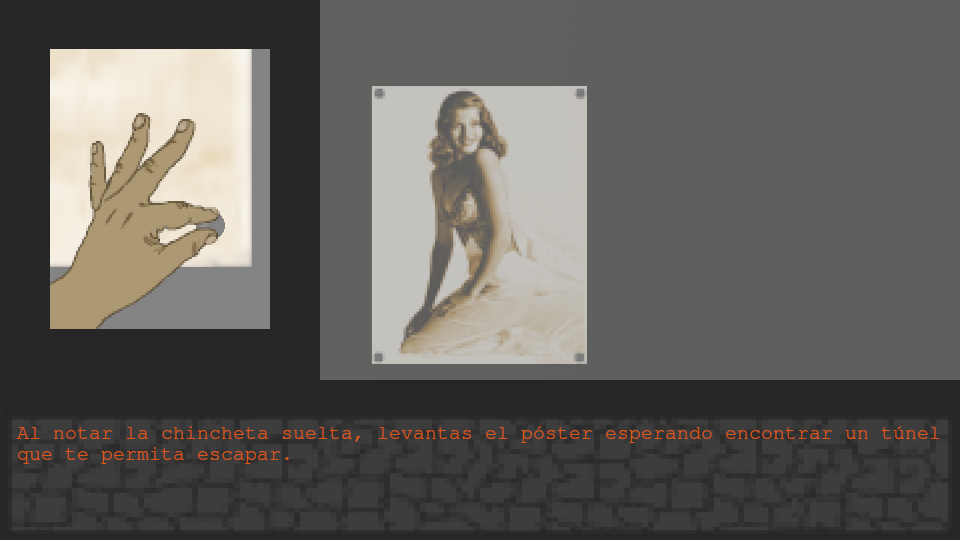 Al notar la chincheta suelta, levantas el póster esperando encontrar un túnel
que te permita escapar.